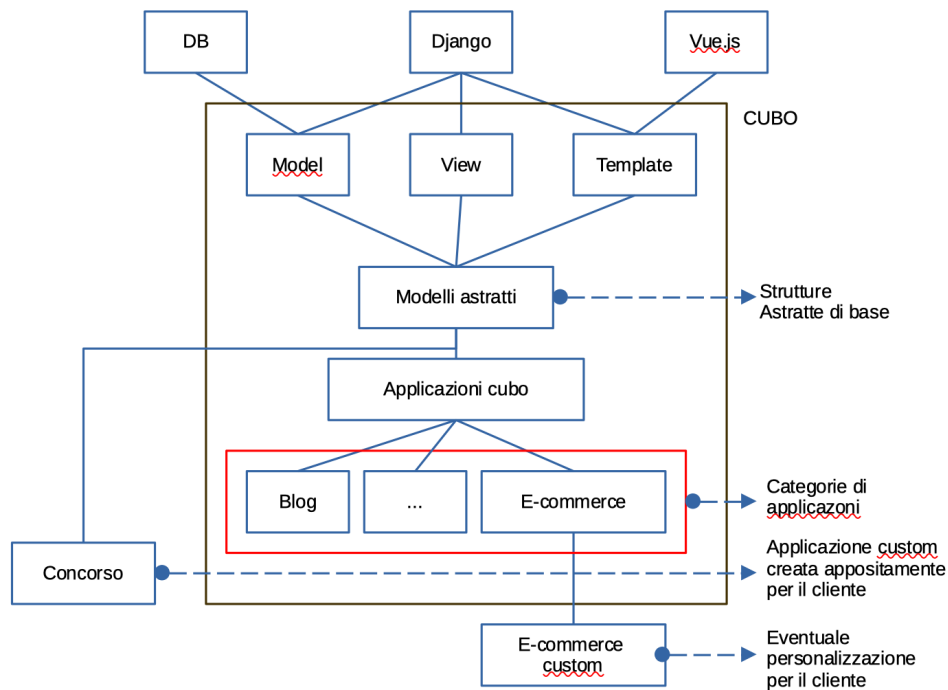 DB
Django
Vue.js
CUBO
Model
View
Template
Modelli astratti
Strutture
Astratte di base
Applicazioni cubo
Blog
...
E-commerce
Categorie di
applicazoni
Concorso
Applicazione custom
creata appositamente
per il cliente
E-commerce
custom
Eventuale
personalizzazione
per il cliente